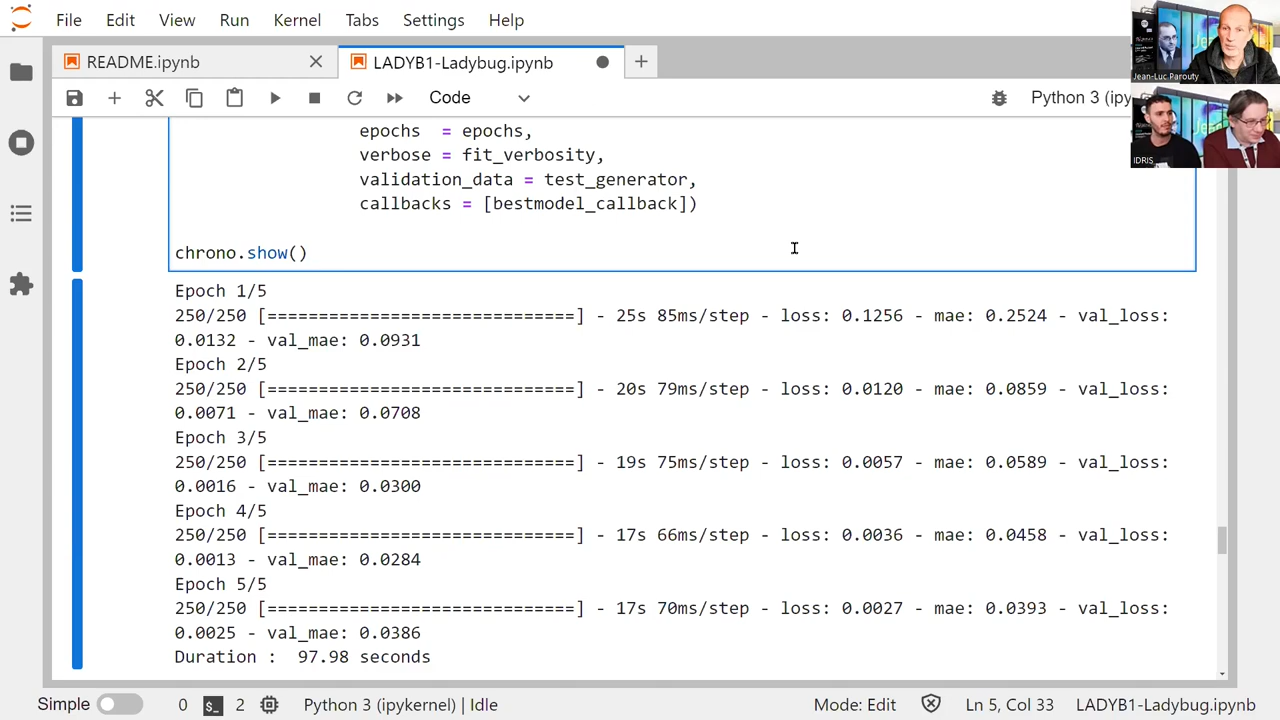 File Edit View Run Kernel Tabs Settings Help
README.ipynb
LADYB1-Ladybug.ipynb
Code
Python 3 (ipy
Jean-Luc Parouty
IDRIS
epochs = epochs,
verbose = fit_verbosity,
validation_data = test_generator,
callbacks = [bestmodel_callback])
chrono.show()
Epoch 1/5
250/250 [==============================] - 25s 85ms/step - loss: 0.1256 - mae: 0.2524 - val_loss:
0.0132 - val_mae: 0.0931
Epoch 2/5
250/250 [==============================] - 20s 79ms/step - loss: 0.0120 - mae: 0.0859 - val_loss:
0.0071 - val_mae: 0.0708
Epoch 3/5
250/250 [==============================] - 19s 75ms/step - loss: 0.0057 - mae: 0.0589 - val_loss:
0.0016 - val_mae: 0.0300
Epoch 4/5
250/250 [==============================] - 17s 66ms/step - loss: 0.0036 - mae: 0.0458 - val_loss:
0.0013 - val_mae: 0.0284
Epoch 5/5
250/250 [==============================] - 17s 70ms/step - loss: 0.0027 - mae: 0.0393 - val_loss:
0.0025 - val_mae: 0.0386
Duration : 97.98 seconds
Simple 0 $_ 2 Python 3 (ipykernel) | Idle Mode: Edit Ln 5, Col 33 LADYB1-Ladybug.ipynb